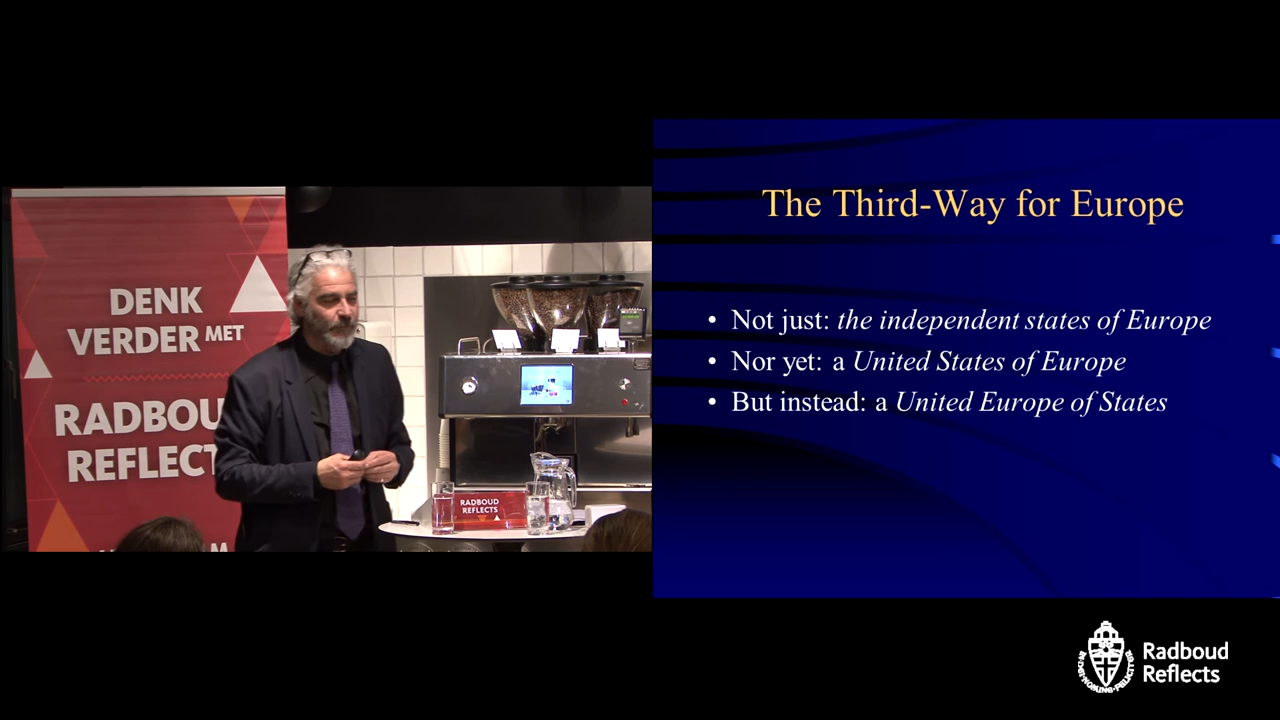 DENK
VERDER MET
RADBOU
REFLECT
RADBOUD
REFLECTS
The Third-Way for Europe
• Not just: the independent states of Europe
• Nor yet: a United States of Europe
• But instead: a United Europe of States
Radboud
Reflects